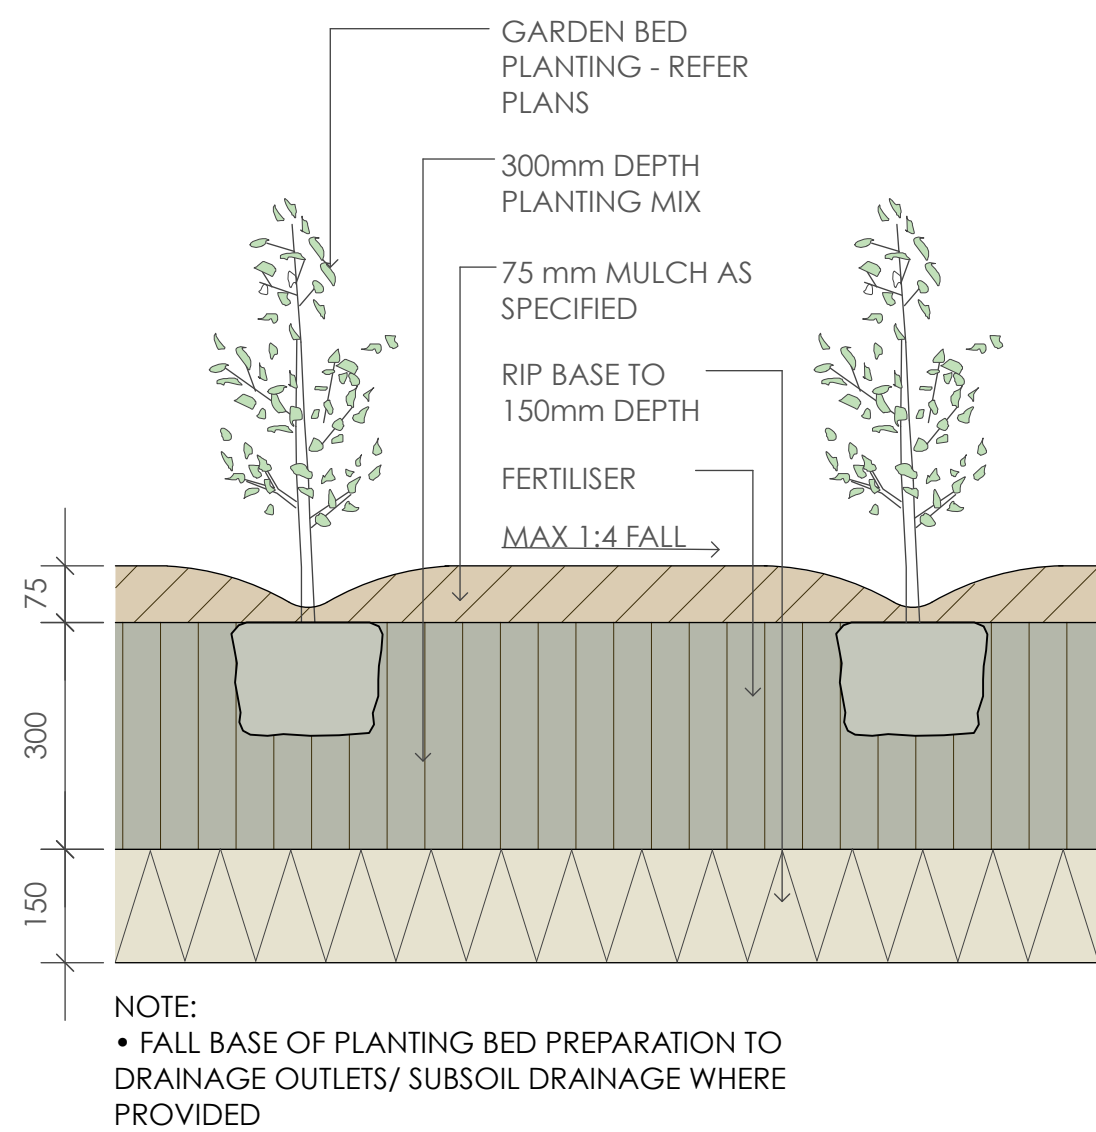 GARDEN BED
PLANTING - REFER
PLANS
300mm DEPTH
PLANTING MIX
75 mm MULCH AS
SPECIFIED
RIP BASE TO
150mm DEPTH
FERTILISER
MAX 1:4 FALL
75
300
150
NOTE:
• FALL BASE OF PLANTING BED PREPARATION TO
DRAINAGE OUTLETS/ SUBSOIL DRAINAGE WHERE
PROVIDED